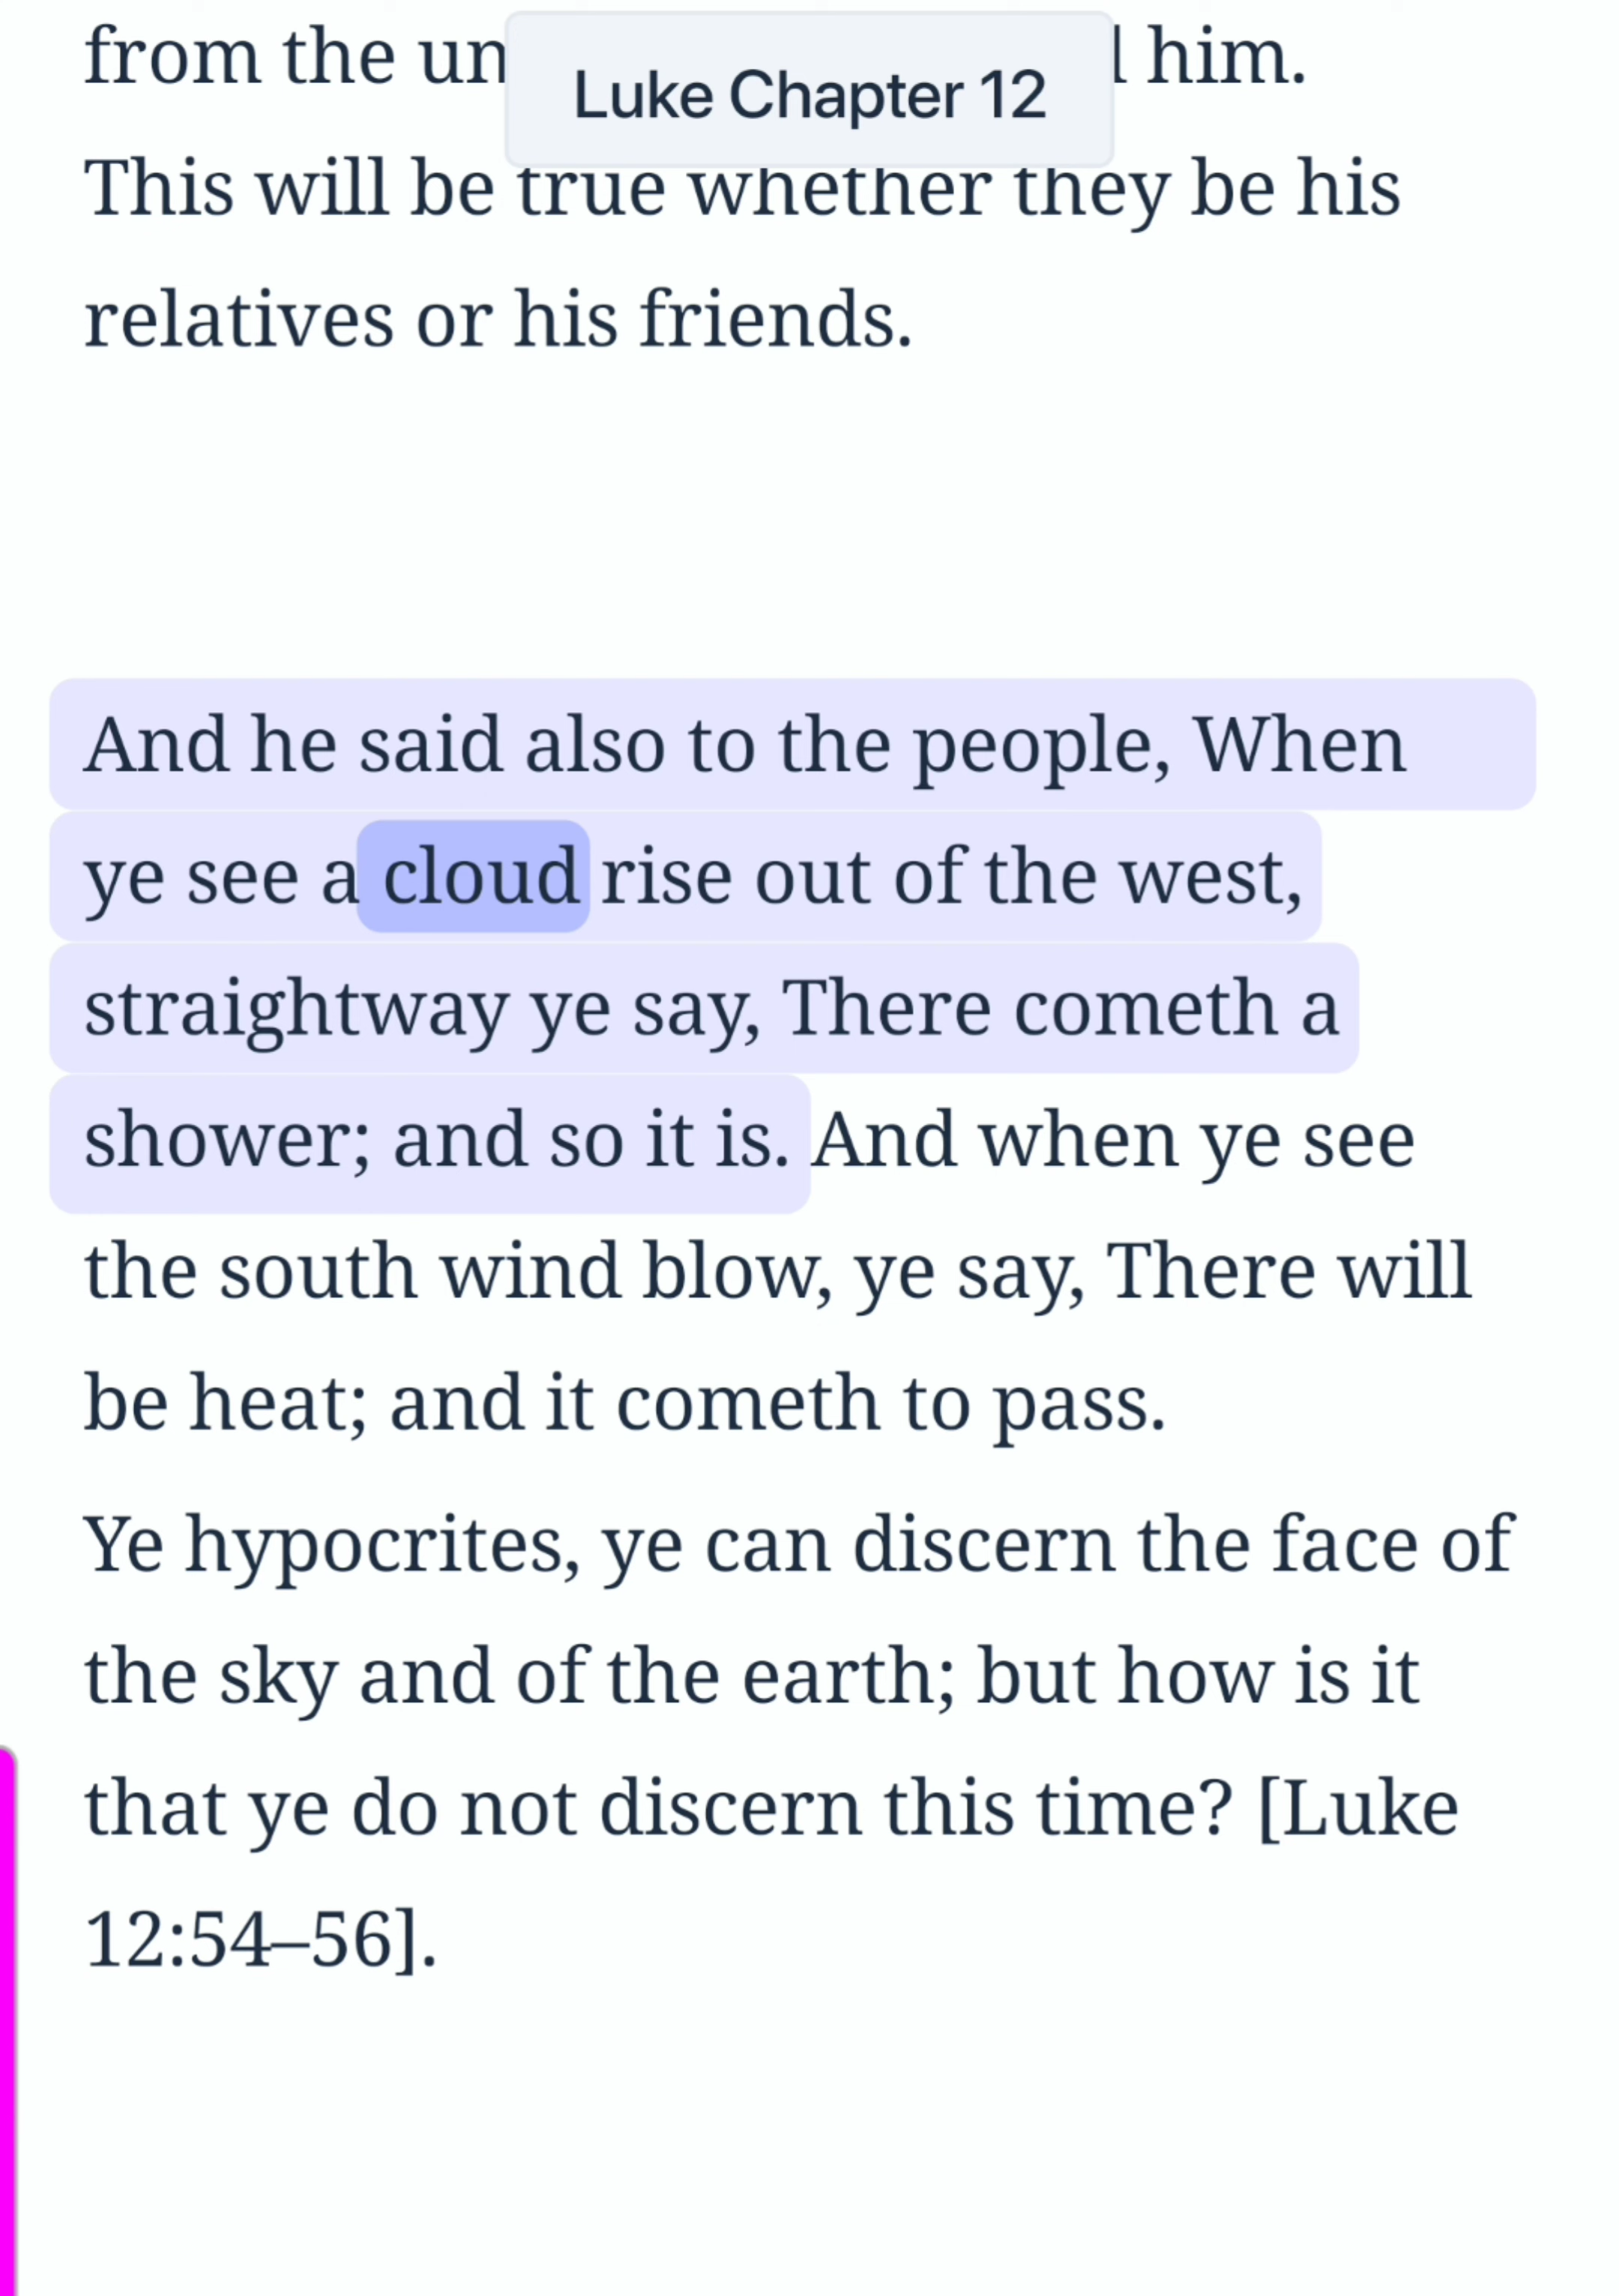 Luke Chapter 12
from the un
him.
This will be true whether they be his
relatives or his friends.
And he said also to the people, When
ye see a cloud rise out of the west,
straightway ye say, There cometh a
shower; and so it is. And when ye see
the south wind blow, ye say, There will
be heat; and it cometh to pass.
Ye hypocrites, ye can discern the face of
the sky and of the earth; but how is it
that ye do not discern this time? [Luke
12:54–56].